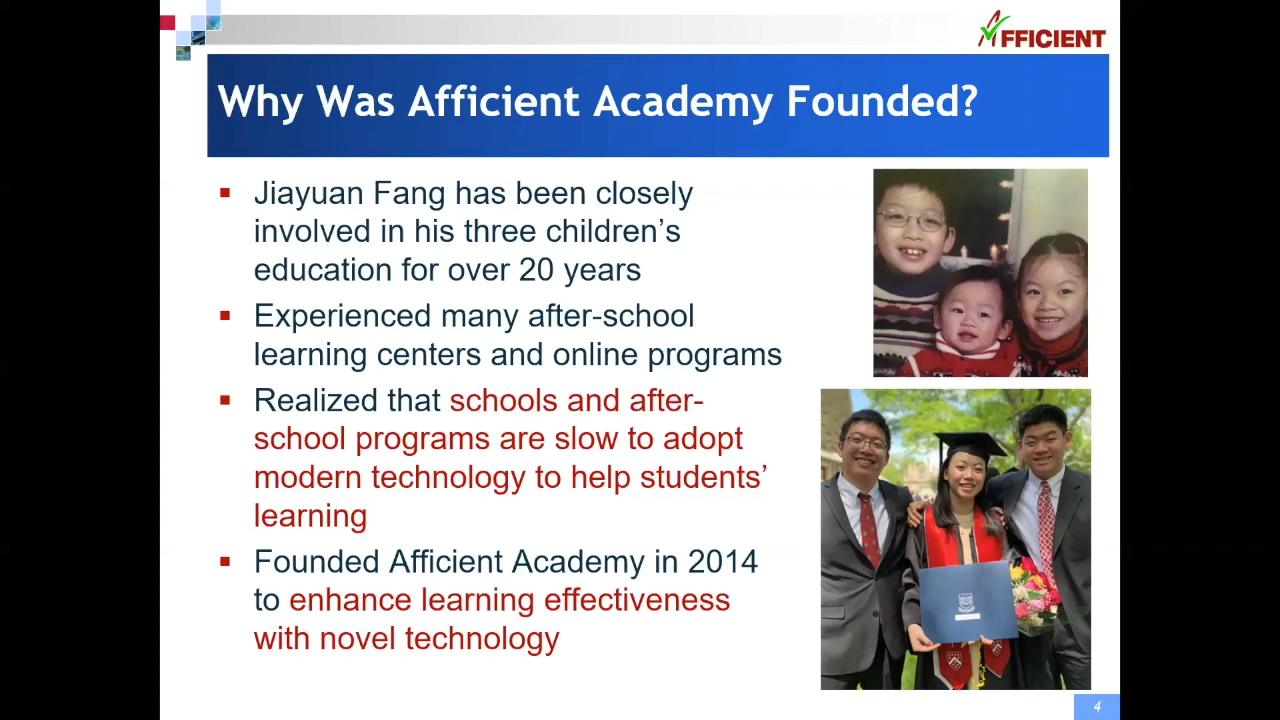 AFFICIENT
Why Was Afficient Academy Founded?
Jiayuan Fang has been closely
involved in his three children’s
education for over 20 years
Experienced many after-school
learning centers and online programs
Realized that schools and after-
school programs are slow to adopt
modern technology to help students’
learning
Founded Afficient Academy in 2014
to enhance learning effectiveness
with novel technology
4